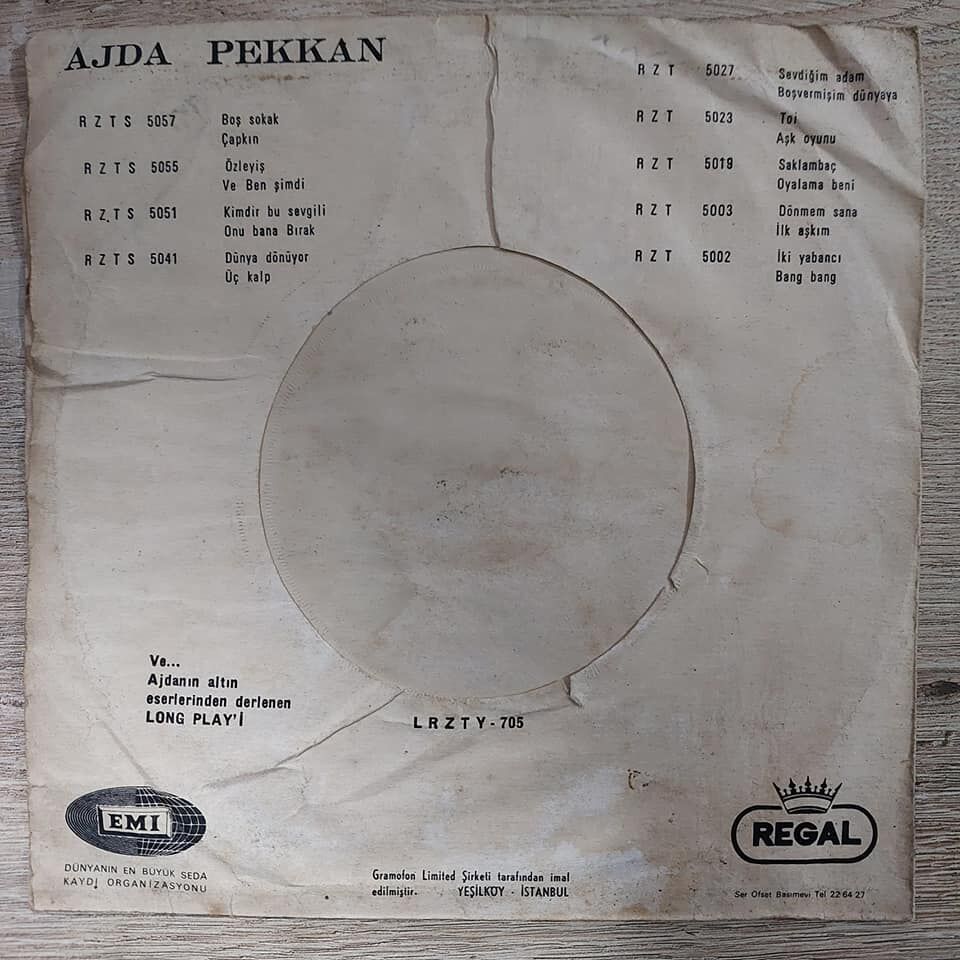 AJDA PEKKAN
RZTS 5057 Boş sokak
Çapkın
RZTS 5055 Özleyiş
Ve Ben şimdi
RZTS 5051 Kimdir bu sevgili
Onu bana Bırak
RZTS 5041 Dünya dönüyor
Üç kalp
RZT 5027 Sevdiğim adam
Boşvermişim dünyaya
RZT 5023 Toi
Aşk oyunu
RZT 5019 Saklambaç
Oyalama beni
RZT 5003 Dönmem sana
İlk aşkım
RZT 5002 İki yabancı
Bang bang
Ve...
Ajdanın altın
eserlerinden derlenen
LONG PLAY'İ
LRZTY-705
EMI
DÜNYANIN EN BÜYÜK SEDA
KAYDI ORGANİZASYONU
Gramofon Limited Şirketi tarafından imal
edilmiştir- YEŞİLKÖY - İSTANBUL
REGAL
Ser Ofset Basımevi Tel 22 64 27